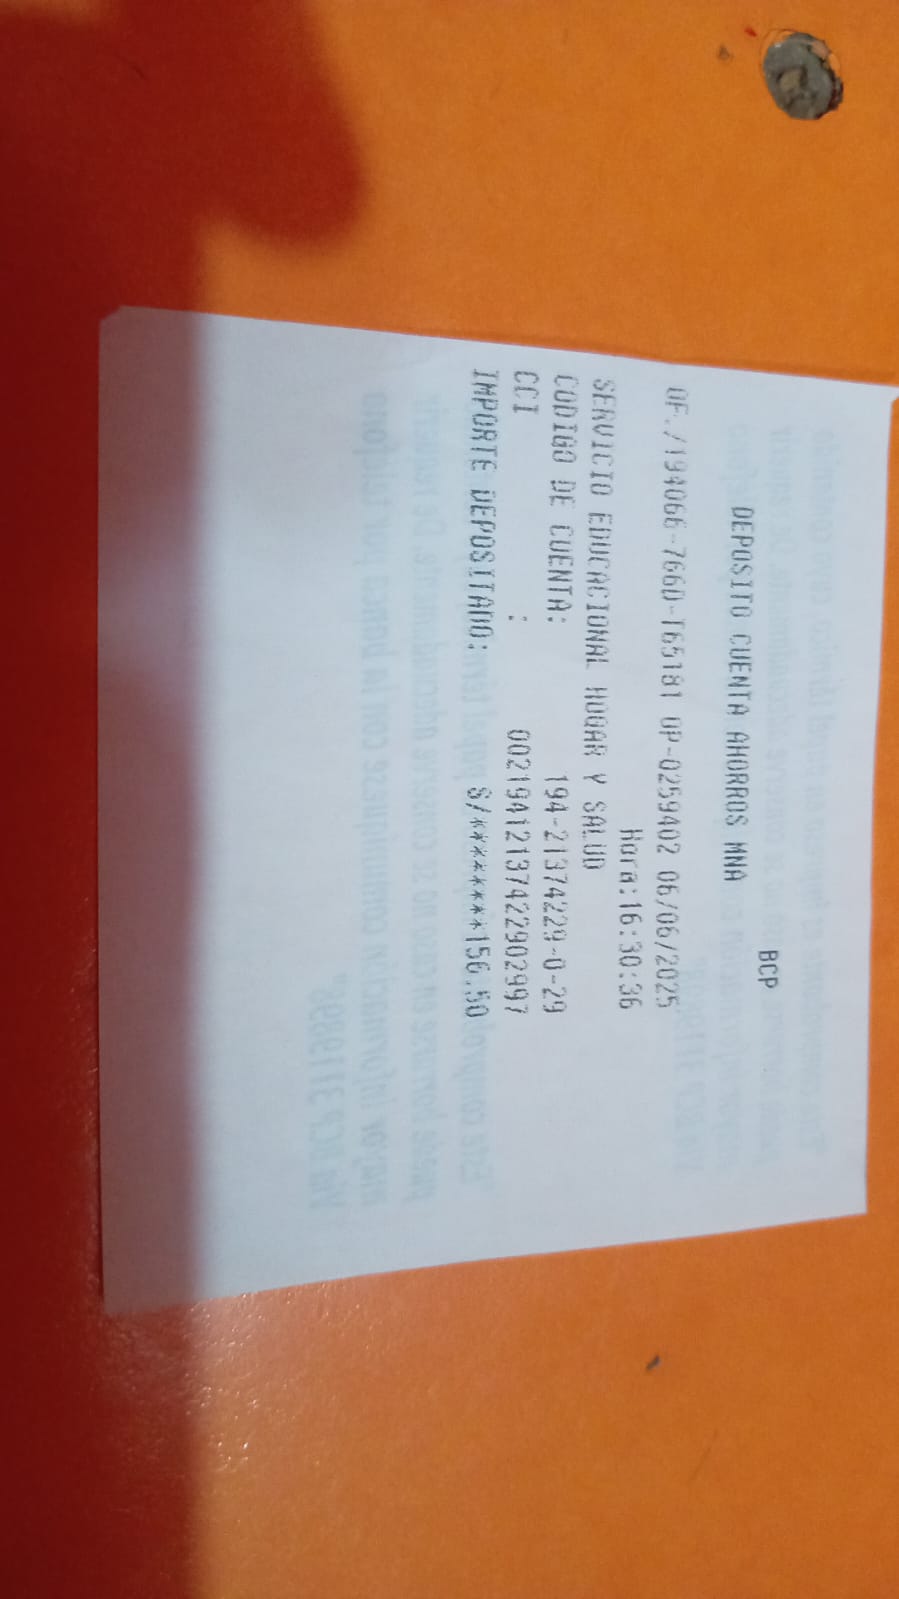 BCP
DEPOSITO CUENTA AHORROS MNA
OF./194066-766D-T65181 OP-0259402 06/06/2025
Hora:16:30:36
SERVICIO EDUCACIONAL HOGAR Y SALUD
CODIGO DE CUENTA: 194-21374229-0-29
CCI : 00219412137422902997
IMPORTE DEPOSITADO: S/********156.50